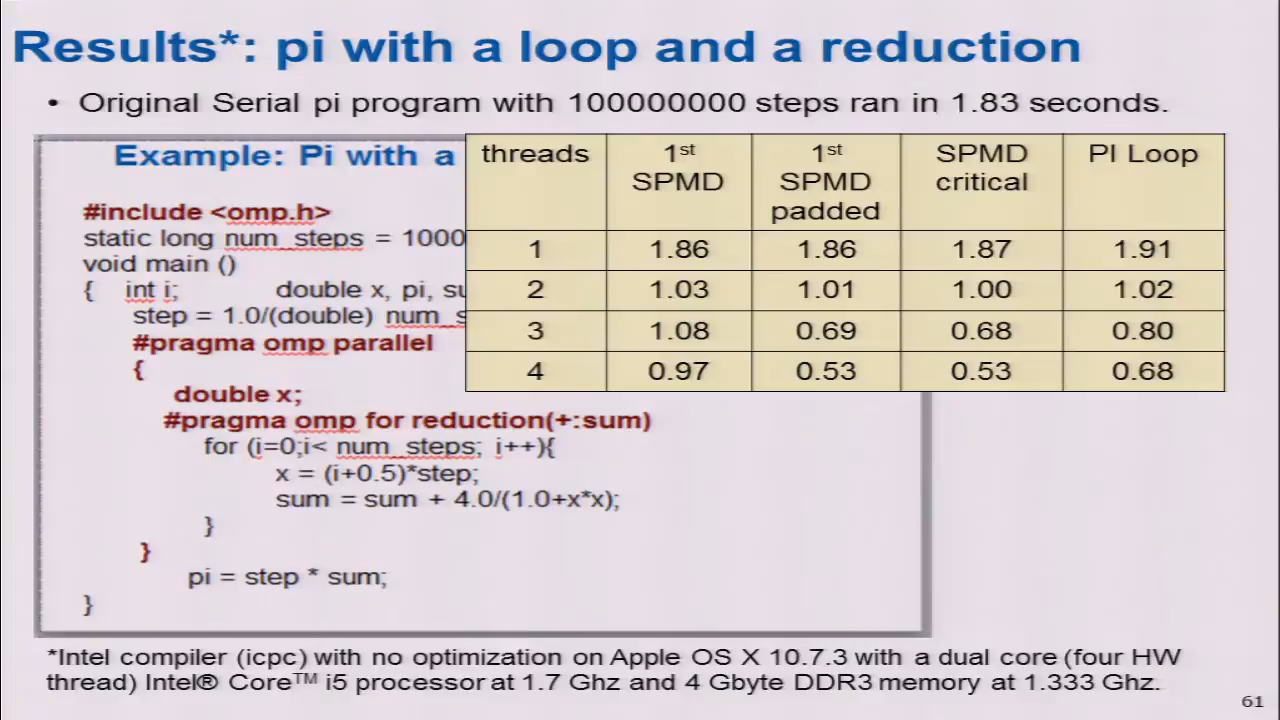 Results*: pi with a loop and a reduction
• Original Serial pi program with 100000000 steps ran in 1.83 seconds.
Example: Pi with a
#include <omp.h>
static long num_steps = 1000
void main ()
{ int i; double x, pi, su
step = 1.0/(double) num_s
#pragma omp parallel
{
double x;
#pragma omp for reduction(+:sum)
for (i=0;i< num_steps; i++){
x = (i+0.5)*step;
sum = sum + 4.0/(1.0+x*x);
}
}
pi = step * sum;
}
threads 1st SPMD 1st SPMD padded SPMD critical PI Loop
1 1.86 1.86 1.87 1.91
2 1.03 1.01 1.00 1.02
3 1.08 0.69 0.68 0.80
4 0.97 0.53 0.53 0.68
*Intel compiler (icpc) with no optimization on Apple OS X 10.7.3 with a dual core (four HW
thread) Intel® Core™ i5 processor at 1.7 Ghz and 4 Gbyte DDR3 memory at 1.333 Ghz.
61